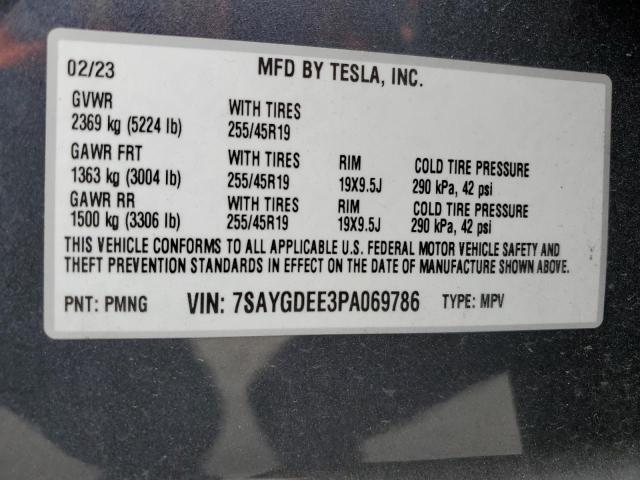 02/23 MFD BY TESLA, INC.
GVWR WITH TIRES
2369 kg (5224 lb) 255/45R19
GAWR FRT WITH TIRES RIM COLD TIRE PRESSURE
1363 kg (3004 lb) 255/45R19 19X9.5J 290 kPa, 42 psi
GAWR RR WITH TIRES RIM COLD TIRE PRESSURE
1500 kg (3306 lb) 255/45R19 19X9.5J 290 kPa, 42 psi
THIS VEHICLE CONFORMS TO ALL APPLICABLE U.S. FEDERAL MOTOR VEHICLE SAFETY AND
THEFT PREVENTION STANDARDS IN EFFECT ON THE DATE OF MANUFACTURE SHOWN ABOVE.
PNT: PMNG VIN: 7SAYGDEE3PA069786 TYPE: MPV